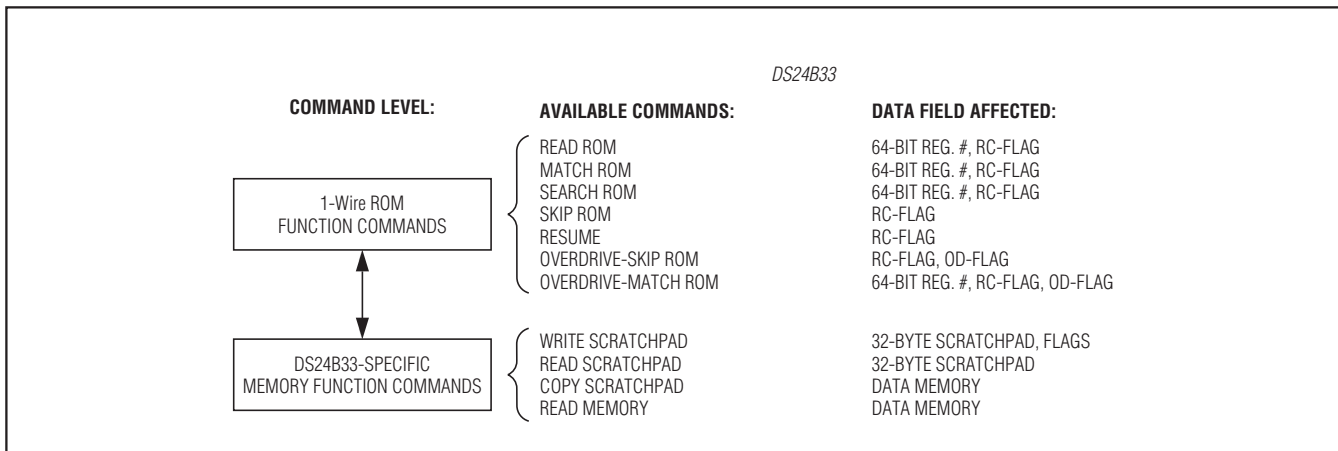 DS24B33
COMMAND LEVEL: AVAILABLE COMMANDS: DATA FIELD AFFECTED:
READ ROM 64-BIT REG. #, RC-FLAG
MATCH ROM 64-BIT REG. #, RC-FLAG
SEARCH ROM 64-BIT REG. #, RC-FLAG
1-Wire ROM
FUNCTION COMMANDS
SKIP ROM RC-FLAG
RESUME RC-FLAG
OVERDRIVE-SKIP ROM RC-FLAG, OD-FLAG
OVERDRIVE-MATCH ROM 64-BIT REG. #, RC-FLAG, OD-FLAG
DS24B33-SPECIFIC
MEMORY FUNCTION COMMANDS
WRITE SCRATCHPAD 32-BYTE SCRATCHPAD, FLAGS
READ SCRATCHPAD 32-BYTE SCRATCHPAD
COPY SCRATCHPAD DATA MEMORY
READ MEMORY DATA MEMORY